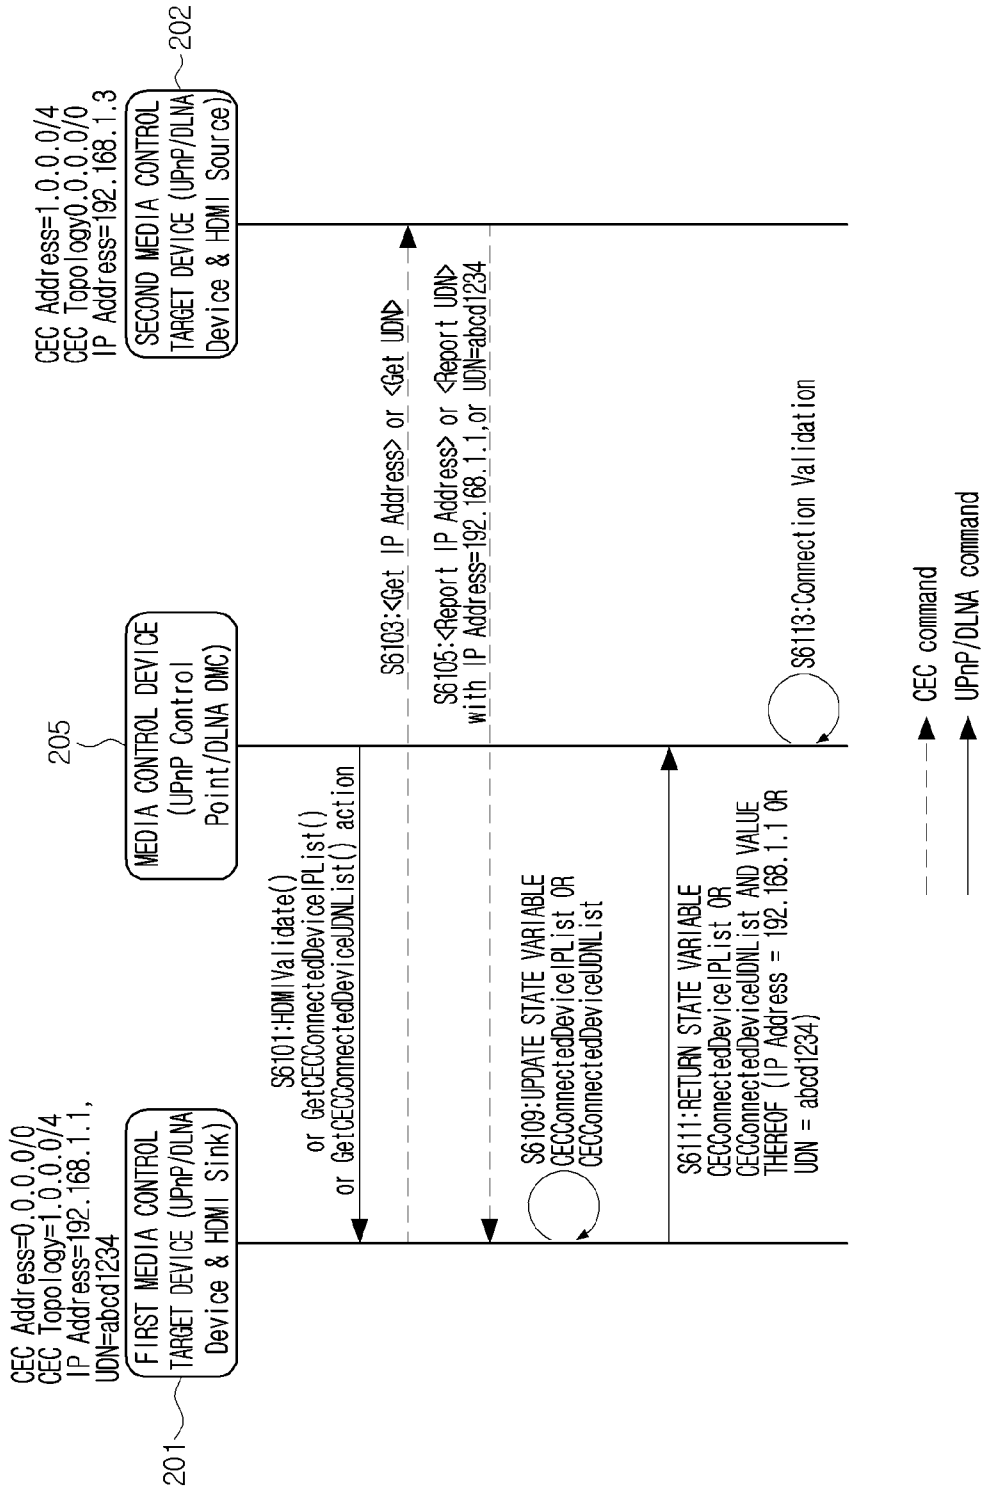 CEC Address=0.0.0.0/0
CEC Topology=1.0.0.0/4
IP Address=192.168.1.1,
UDN=abcd1234
FIRST MEDIA CONTROL
TARGET DEVICE (UPnP/DLNA
Device & HDMI Sink)
201
205
MEDIA CONTROL DEVICE
(UPnP Control
Point/DLNA DMC)
CEC Address=1.0.0.0/4
CEC Topology0.0.0.0/0
IP Address=192.168.1.3
SECOND MEDIA CONTROL
TARGET DEVICE (UPnP/DLNA
Device & HDMI Source)
202
S6101:HDMIValidate()
or GetCECConnectedDeviceIPList()
or GetCECConnectedDeviceUDNList() action
S6103:<Get IP Address> or <Get UDN>
S6105:<Report IP Address> or <Report UDN>
with IP Address=192.168.1.1,or UDN=abcd1234
S6109:UPDATE STATE VARIABLE
CECConnectedDeviceIPList OR
CECConnectedDeviceUDNList
S6111:RETURN STATE VARIABLE
CECConnectedDeviceIPList OR
CECConnectedDeviceUDNList AND VALUE
THEREOF (IP Address = 192.168.1.1 OR
UDN = abcd1234)
S6113:Connection Validation
CEC command
UPnP/DLNA command